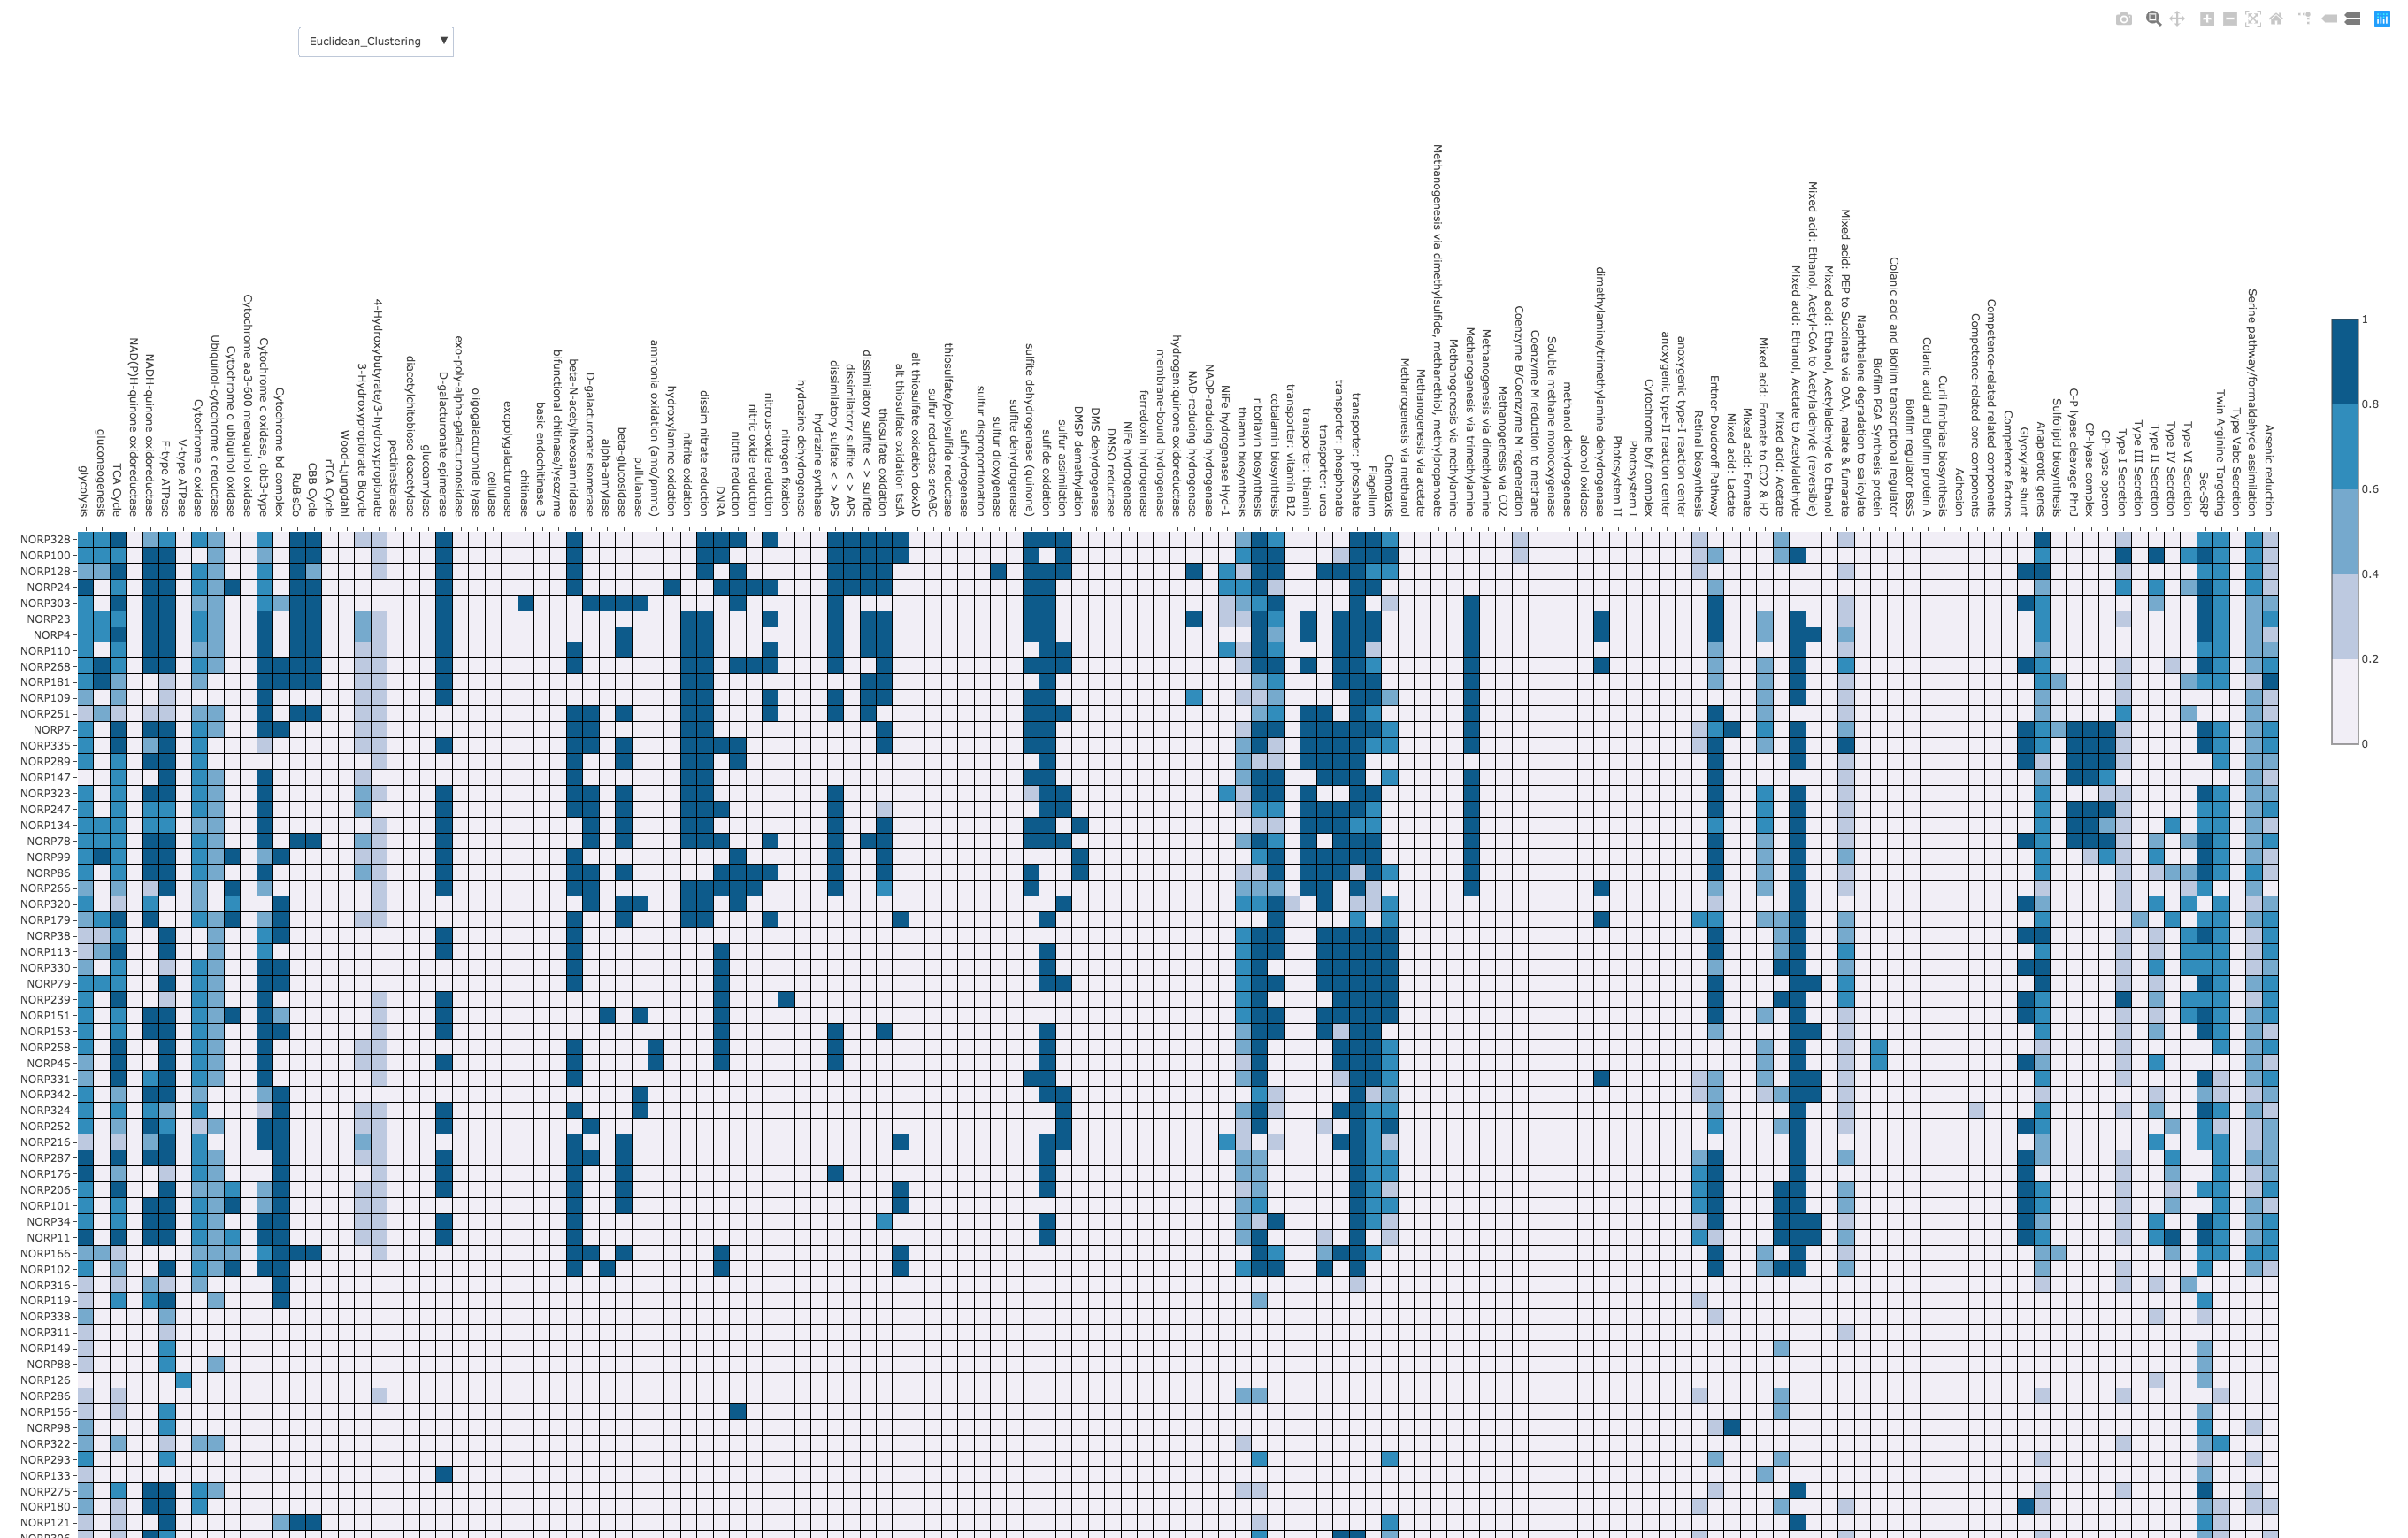 Euclidean_Clustering ▼
glycolysis
gluconeogenesis
TCA Cycle
NAD(P)H-quinone oxidoreductase
NADH-quinone oxidoreductase
F-type ATPase
V-type ATPase
Cytochrome c oxidase
Ubiquinol-cytochrome c reductase
Cytochrome o ubiquinol oxidase
Cytochrome aa3-600 menaquinol oxidase
Cytochrome c oxidase, cbb3-type
Cytochrome bd complex
RuBisCo
CBB Cycle
rTCA Cycle
Wood-Ljungdahl
3-Hydroxypropionate Bicycle
4-Hydroxybutyrate/3-hydroxypropionate
pectinesterase
diacetylchitobiose deacetylase
glucoamylase
D-galacturonate epimerase
exo-poly-alpha-galacturonosidase
oligogalacturonide lyase
cellulase
exopolygalacturonase
chitinase
basic endochitinase B
bifunctional chitinase/lysozyme
beta-N-acetylhexosaminidase
D-galacturonate isomerase
alpha-amylase
beta-glucosidase
pullulanase
ammonia oxidation (amo/pmmo)
hydroxylamine oxidation
nitrite oxidation
dissim nitrate reduction
DNRA
nitrite reduction
nitric oxide reduction
nitrous-oxide reduction
nitrogen fixation
hydrazine dehydrogenase
hydrazine synthase
dissimilatory sulfate < > APS
dissimilatory sulfite < > APS
dissimilatory sulfite < > sulfide
thiosulfate oxidation
alt thiosulfate oxidation tsdA
alt thiosulfate oxidation doxAD
sulfur reductase sreABC
thiosulfate/polysulfide reductase
sulfhydrogenase
sulfur disproportionation
sulfur dioxygenase
sulfite dehydrogenase
sulfite dehydrogenase (quinone)
sulfide oxidation
sulfur assimilation
DMSP demethylation
DMS dehydrogenase
DMSO reductase
NiFe hydrogenase
ferredoxin hydrogenase
membrane-bound hydrogenase
hydrogen:quinone oxidoreductase
NAD-reducing hydrogenase
NADP-reducing hydrogenase
NiFe hydrogenase Hyd-1
thiamin biosynthesis
riboflavin biosynthesis
cobalamin biosynthesis
transporter: vitamin B12
transporter: thiamin
transporter: urea
transporter: phosphonate
transporter: phosphate
Flagellum
Chemotaxis
Methanogenesis via methanol
Methanogenesis via acetate
Methanogenesis via dimethylsulfide, methanethiol, methylpropanoate
Methanogenesis via methylamine
Methanogenesis via trimethylamine
Methanogenesis via dimethylamine
Methanogenesis via CO2
Coenzyme B/Coenzyme M regeneration
Coenzyme M reduction to methane
Soluble methane monooxygenase
methanol dehydrogenase
alcohol oxidase
dimethylamine/trimethylamine dehydrogenase
Photosystem II
Photosystem I
Cytochrome b6/f complex
anoxygenic type-II reaction center
anoxygenic type-I reaction center
Retinal biosynthesis
Entner-Doudoroff Pathway
Mixed acid: Lactate
Mixed acid: Formate
Mixed acid: Formate to CO2 & H2
Mixed acid: Acetate
Mixed acid: Ethanol, Acetate to Acetylaldehyde
Mixed acid: Ethanol, Acetyl-CoA to Acetylaldehyde (reversible)
Mixed acid: Ethanol, Acetylaldehyde to Ethanol
Mixed acid: PEP to Succinate via OAA, malate & fumarate
Naphthalene degradation to salicylate
Biofilm PGA Synthesis protein
Colanic acid and Biofilm transcriptional regulator
Biofilm regulator BssS
Colanic acid and Biofilm protein A
Curli fimbriae biosynthesis
Adhesion
Competence-related core components
Competence-related related components
Competence factors
Glyoxylate shunt
Anaplerotic genes
Sulfolipid biosynthesis
C-P lyase cleavage PhnJ
CP-lyase complex
CP-lyase operon
Type I Secretion
Type III Secretion
Type II Secretion
Type IV Secretion
Type VI Secretion
Sec-SRP
Twin Arginine Targeting
Type Vabc Secretion
Serine pathway/formaldehyde assimilation
Arsenic reduction
NORP328
NORP100
NORP128
NORP24
NORP303
NORP23
NORP4
NORP110
NORP268
NORP181
NORP109
NORP251
NORP7
NORP335
NORP289
NORP147
NORP323
NORP247
NORP134
NORP78
NORP99
NORP86
NORP266
NORP320
NORP179
NORP38
NORP113
NORP330
NORP79
NORP239
NORP151
NORP153
NORP258
NORP45
NORP331
NORP342
NORP324
NORP252
NORP216
NORP287
NORP176
NORP206
NORP101
NORP34
NORP11
NORP166
NORP102
NORP316
NORP119
NORP338
NORP311
NORP149
NORP88
NORP126
NORP286
NORP156
NORP98
NORP322
NORP293
NORP133
NORP275
NORP180
NORP121
1
0.8
0.6
0.4
0.2
0